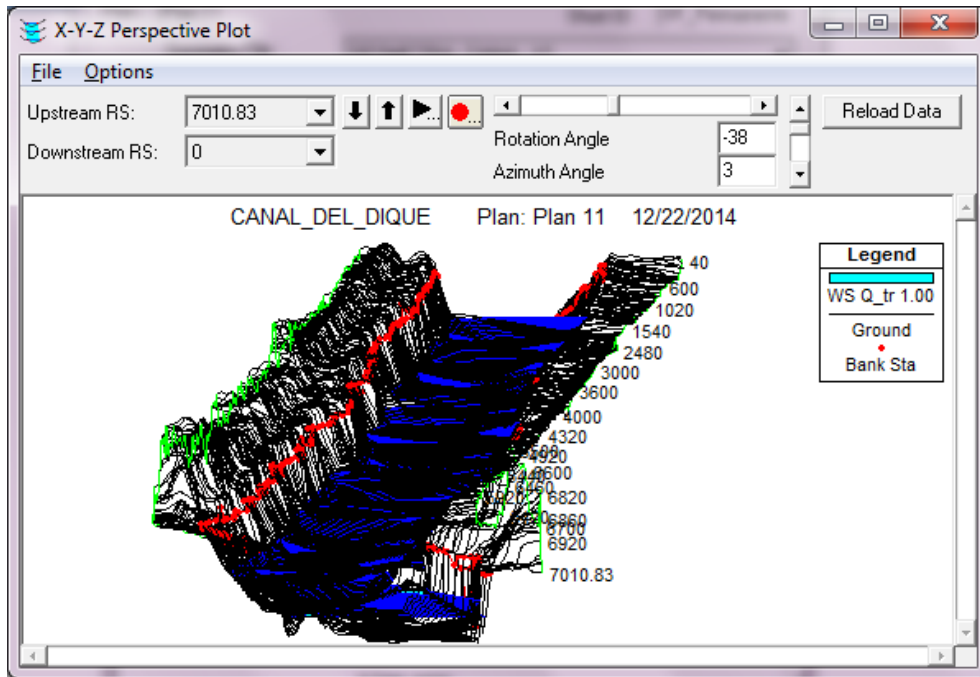 X-Y-Z Perspective Plot
File Options
Upstream RS: 7010.83
Reload Data
Rotation Angle -38
Downstream RS: 0
Azimuth Angle 3
CANAL_DEL_DIQUE Plan: Plan 11 12/22/2014
Legend
WS Q_tr 1.00
Ground
Bank Sta
40
600
1020
1540
2480
3000
3600
4000
4320
4920
6820
6860
6700
6920
7010.83